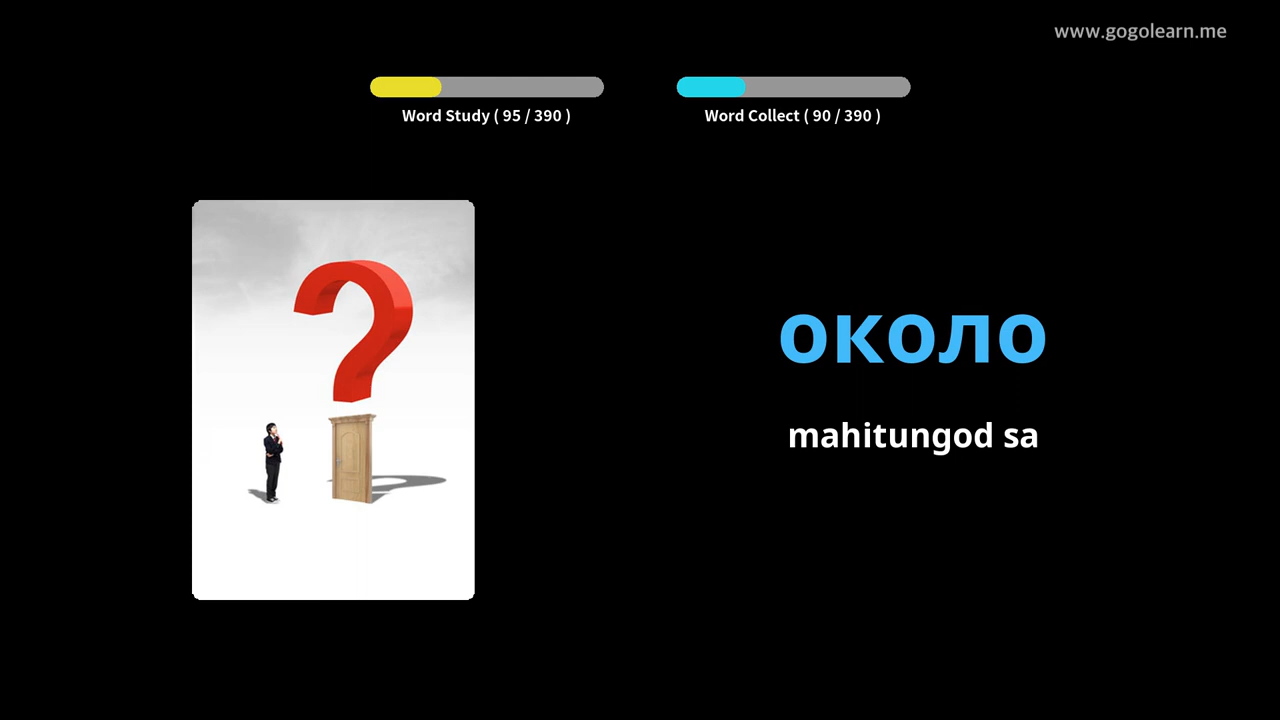 www.gogolearn.me
Word Study ( 95 / 390 )
Word Collect ( 90 / 390 )
около
mahitungod sa